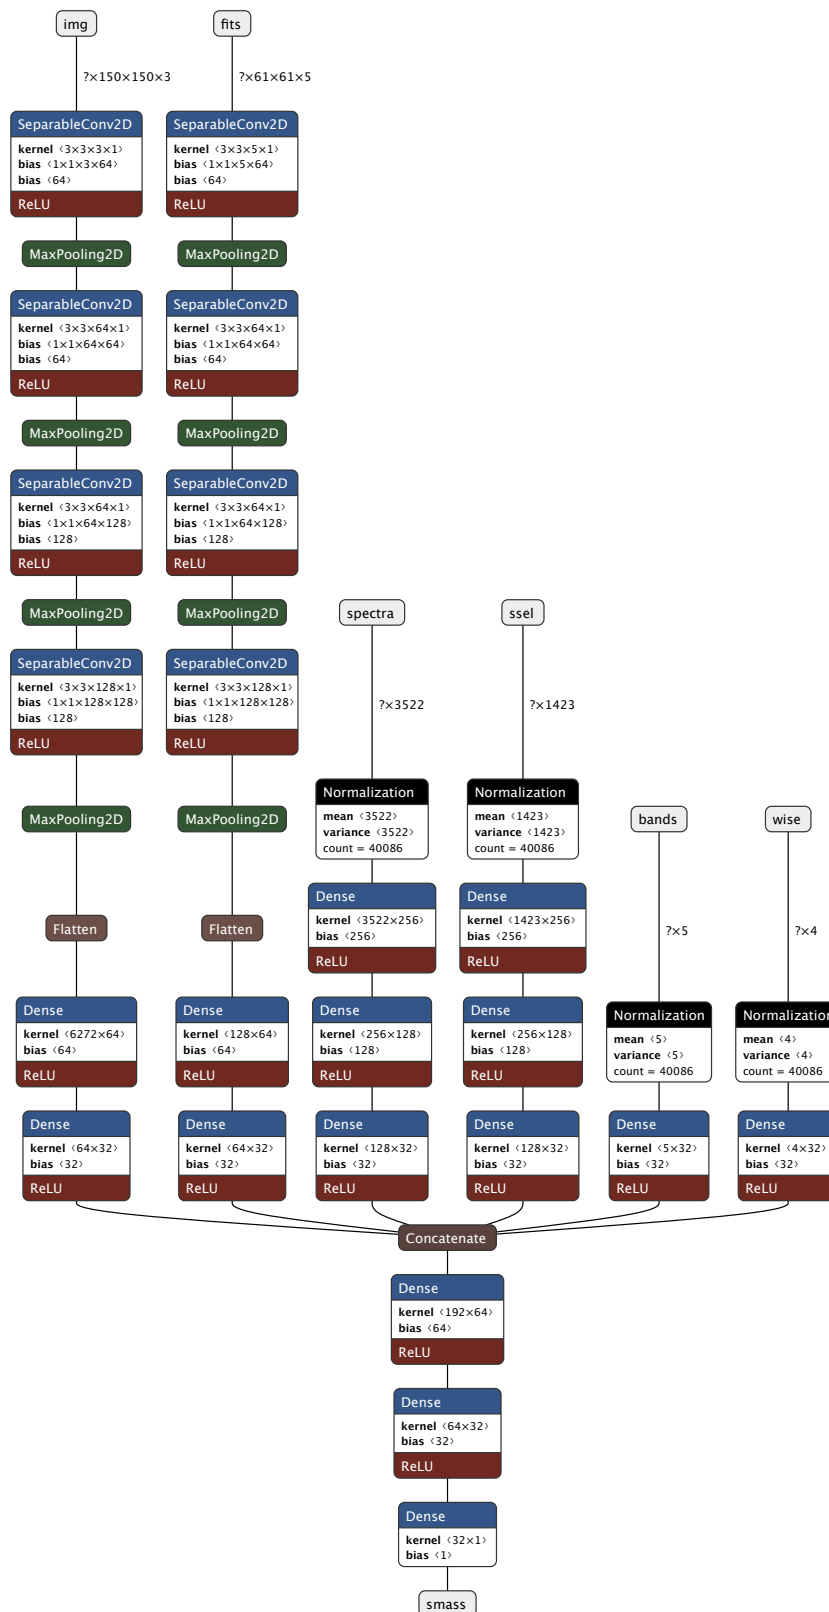 img
?×150×150×3
SeparableConv2D
kernel ⟨3×3×3×1⟩
bias ⟨1×1×3×64⟩
bias ⟨64⟩
ReLU
MaxPooling2D
SeparableConv2D
kernel ⟨3×3×64×1⟩
bias ⟨1×1×64×64⟩
bias ⟨64⟩
ReLU
MaxPooling2D
SeparableConv2D
kernel ⟨3×3×64×1⟩
bias ⟨1×1×64×128⟩
bias ⟨128⟩
ReLU
MaxPooling2D
SeparableConv2D
kernel ⟨3×3×128×1⟩
bias ⟨1×1×128×128⟩
bias ⟨128⟩
ReLU
MaxPooling2D
Flatten
Dense
kernel ⟨6272×64⟩
bias ⟨64⟩
ReLU
Dense
kernel ⟨64×32⟩
bias ⟨32⟩
ReLU
fits
?×61×61×5
SeparableConv2D
kernel ⟨3×3×5×1⟩
bias ⟨1×1×5×64⟩
bias ⟨64⟩
ReLU
MaxPooling2D
SeparableConv2D
kernel ⟨3×3×64×1⟩
bias ⟨1×1×64×64⟩
bias ⟨64⟩
ReLU
MaxPooling2D
SeparableConv2D
kernel ⟨3×3×64×1⟩
bias ⟨1×1×64×128⟩
bias ⟨128⟩
ReLU
MaxPooling2D
SeparableConv2D
kernel ⟨3×3×128×1⟩
bias ⟨1×1×128×128⟩
bias ⟨128⟩
ReLU
MaxPooling2D
Flatten
Dense
kernel ⟨128×64⟩
bias ⟨64⟩
ReLU
Dense
kernel ⟨64×32⟩
bias ⟨32⟩
ReLU
spectra
?×3522
Normalization
mean ⟨3522⟩
variance ⟨3522⟩
count = 40086
Dense
kernel ⟨3522×256⟩
bias ⟨256⟩
ReLU
Dense
kernel ⟨256×128⟩
bias ⟨128⟩
ReLU
Dense
kernel ⟨128×32⟩
bias ⟨32⟩
ReLU
ssel
?×1423
Normalization
mean ⟨1423⟩
variance ⟨1423⟩
count = 40086
Dense
kernel ⟨1423×256⟩
bias ⟨256⟩
ReLU
Dense
kernel ⟨256×128⟩
bias ⟨128⟩
ReLU
Dense
kernel ⟨128×32⟩
bias ⟨32⟩
ReLU
bands
?×5
Normalization
mean ⟨5⟩
variance ⟨5⟩
count = 40086
Dense
kernel ⟨5×32⟩
bias ⟨32⟩
ReLU
wise
?×4
Normalization
mean ⟨4⟩
variance ⟨4⟩
count = 40086
Dense
kernel ⟨4×32⟩
bias ⟨32⟩
ReLU
Concatenate
Dense
kernel ⟨192×64⟩
bias ⟨64⟩
ReLU
Dense
kernel ⟨64×32⟩
bias ⟨32⟩
ReLU
Dense
kernel ⟨32×1⟩
bias ⟨1⟩
smass